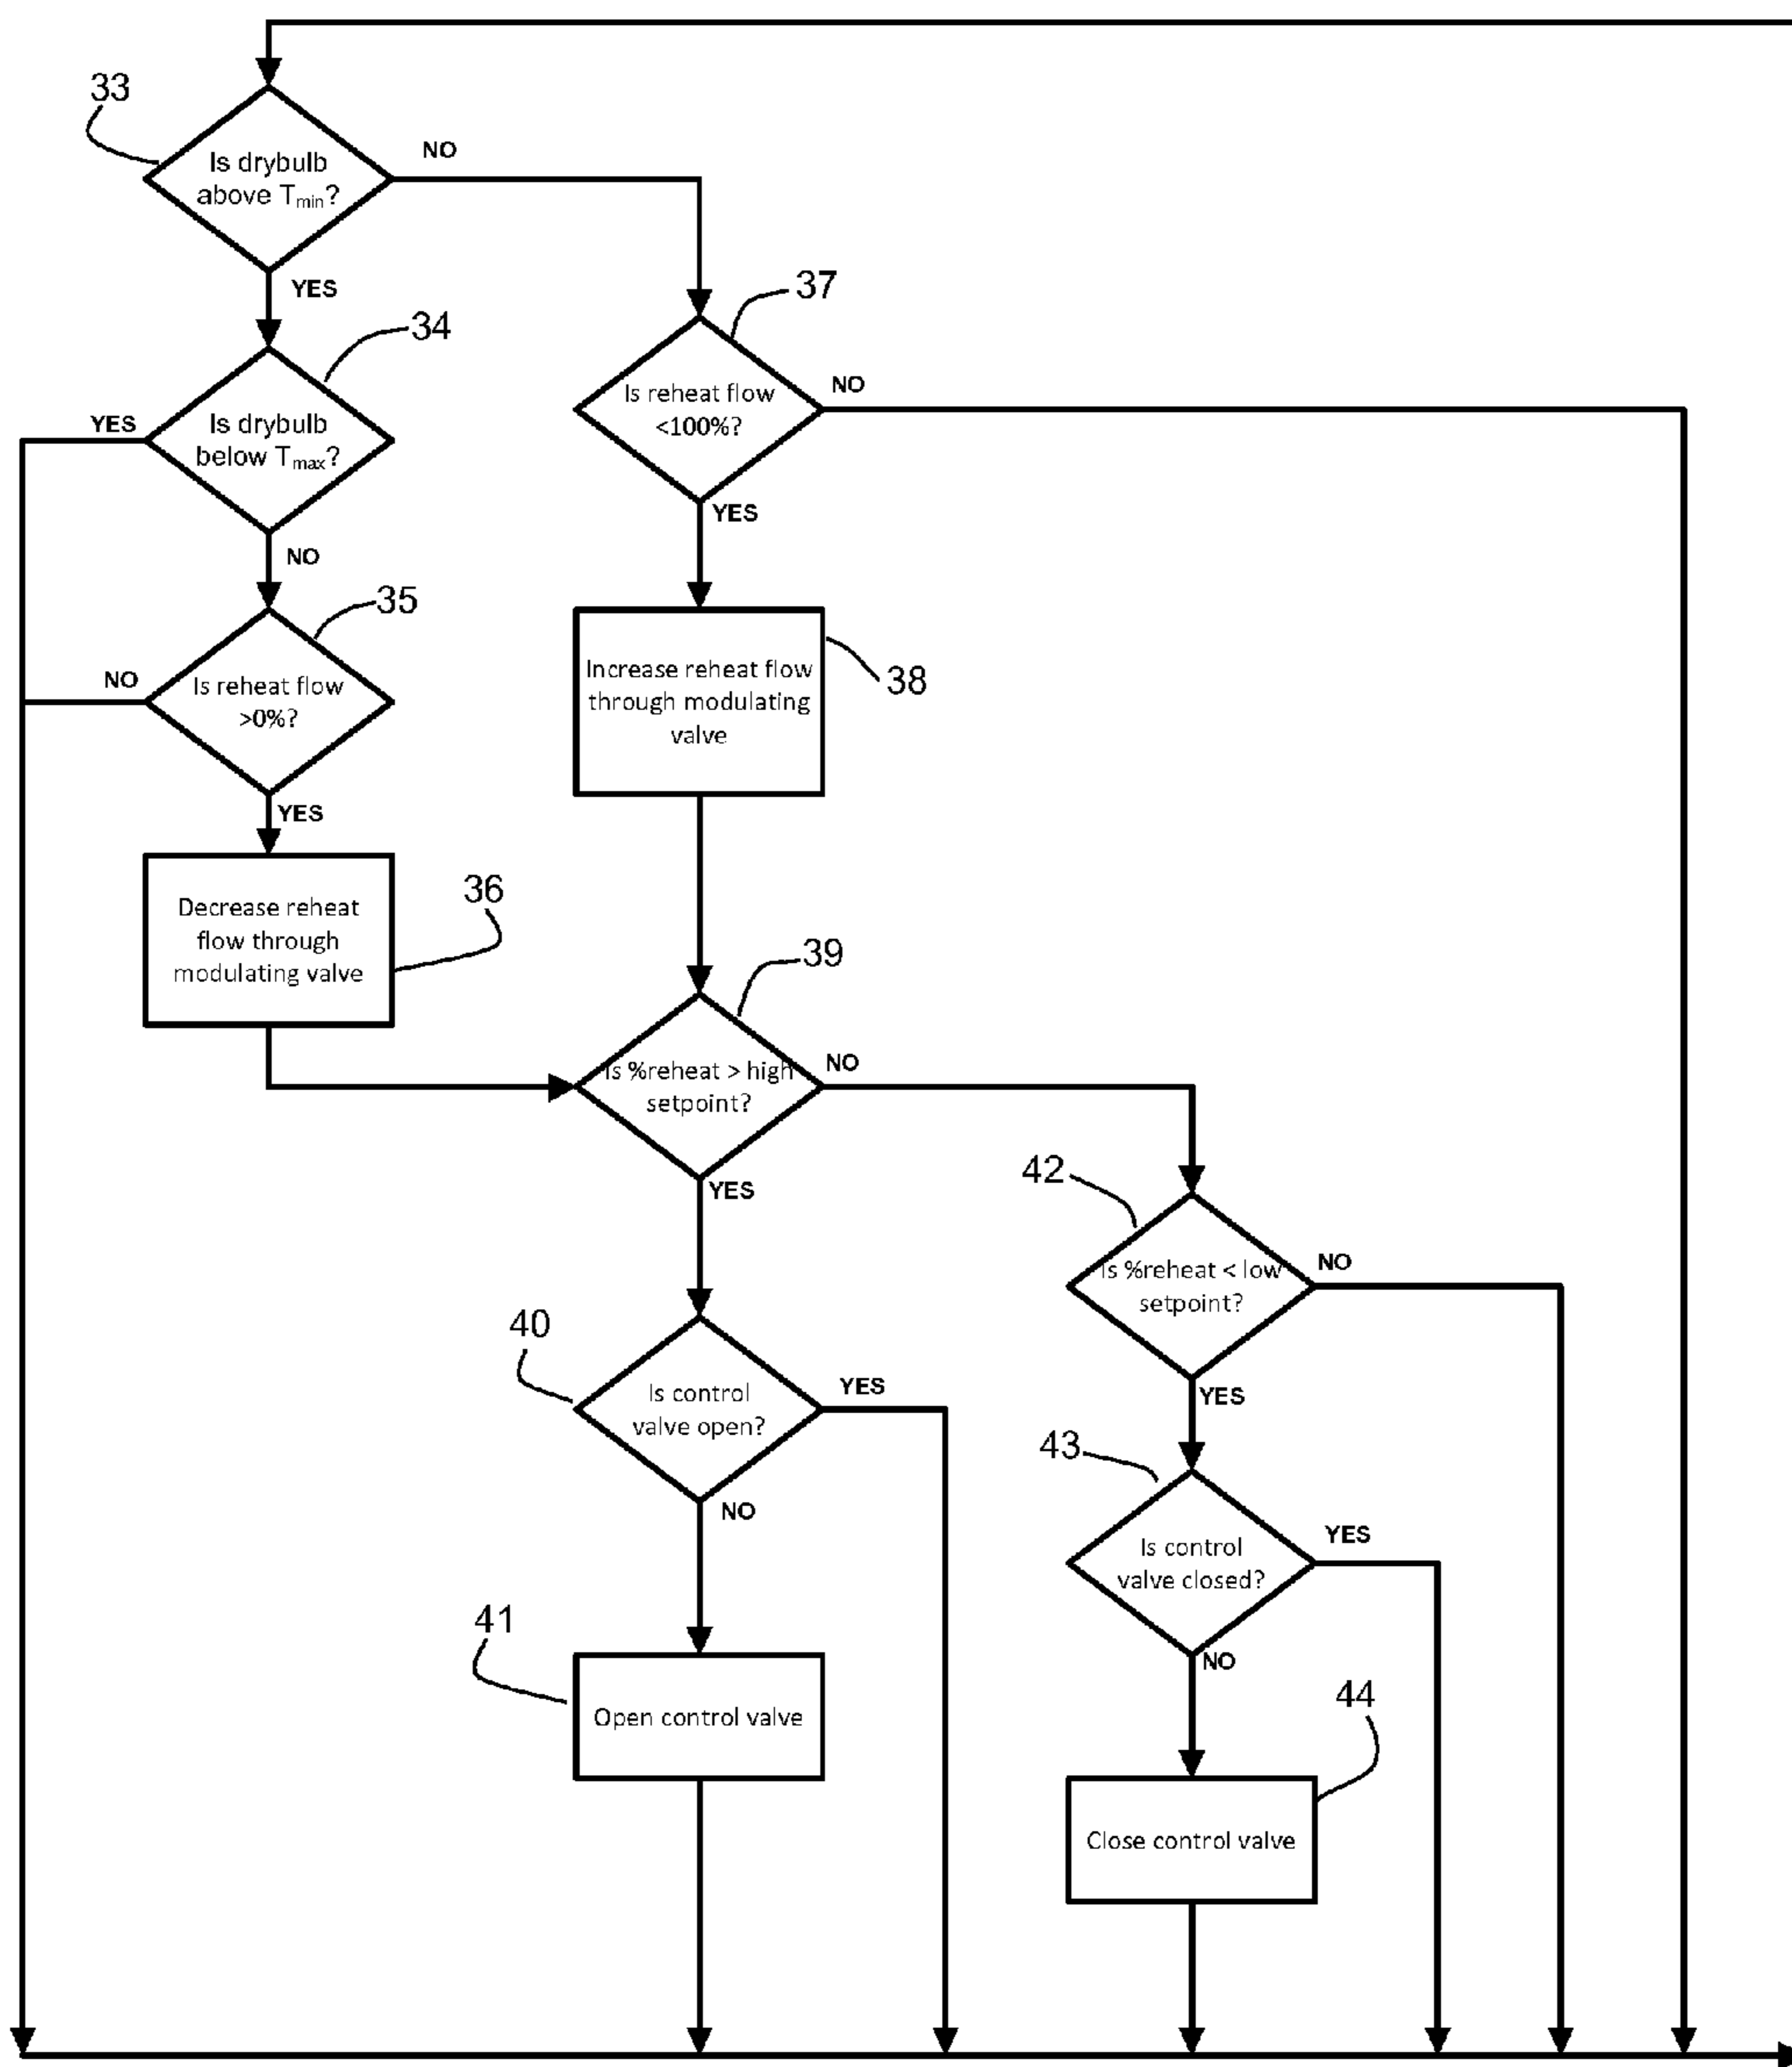 33
Is drybulb
above Tmin?
NO
YES
34
Is drybulb
below Tmax?
YES
NO
35
Is reheat flow
>0%?
NO
YES
36
Decrease reheat
flow through
modulating valve
37
Is reheat flow
<100%?
NO
YES
38
Increase reheat flow
through modulating
valve
39
Is %reheat > high
setpoint?
NO
YES
40
Is control
valve open?
YES
NO
41
Open control valve
42
Is %reheat < low
setpoint?
NO
YES
43
Is control
valve closed?
YES
NO
44
Close control valve